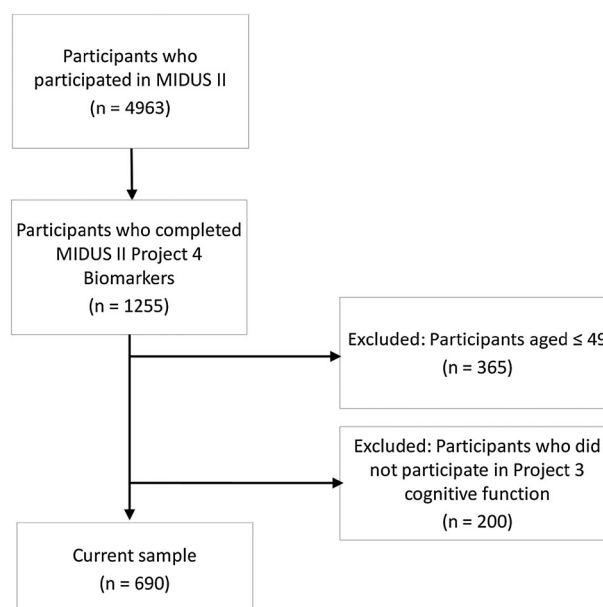 Participants who
participated in MIDUS II
(n = 4963)
Participants who completed
MIDUS II Project 4
Biomarkers
(n = 1255)
Excluded: Participants aged ≤ 49
(n = 365)
Excluded: Participants who did
not participate in Project 3
cognitive function
(n = 200)
Current sample
(n = 690)